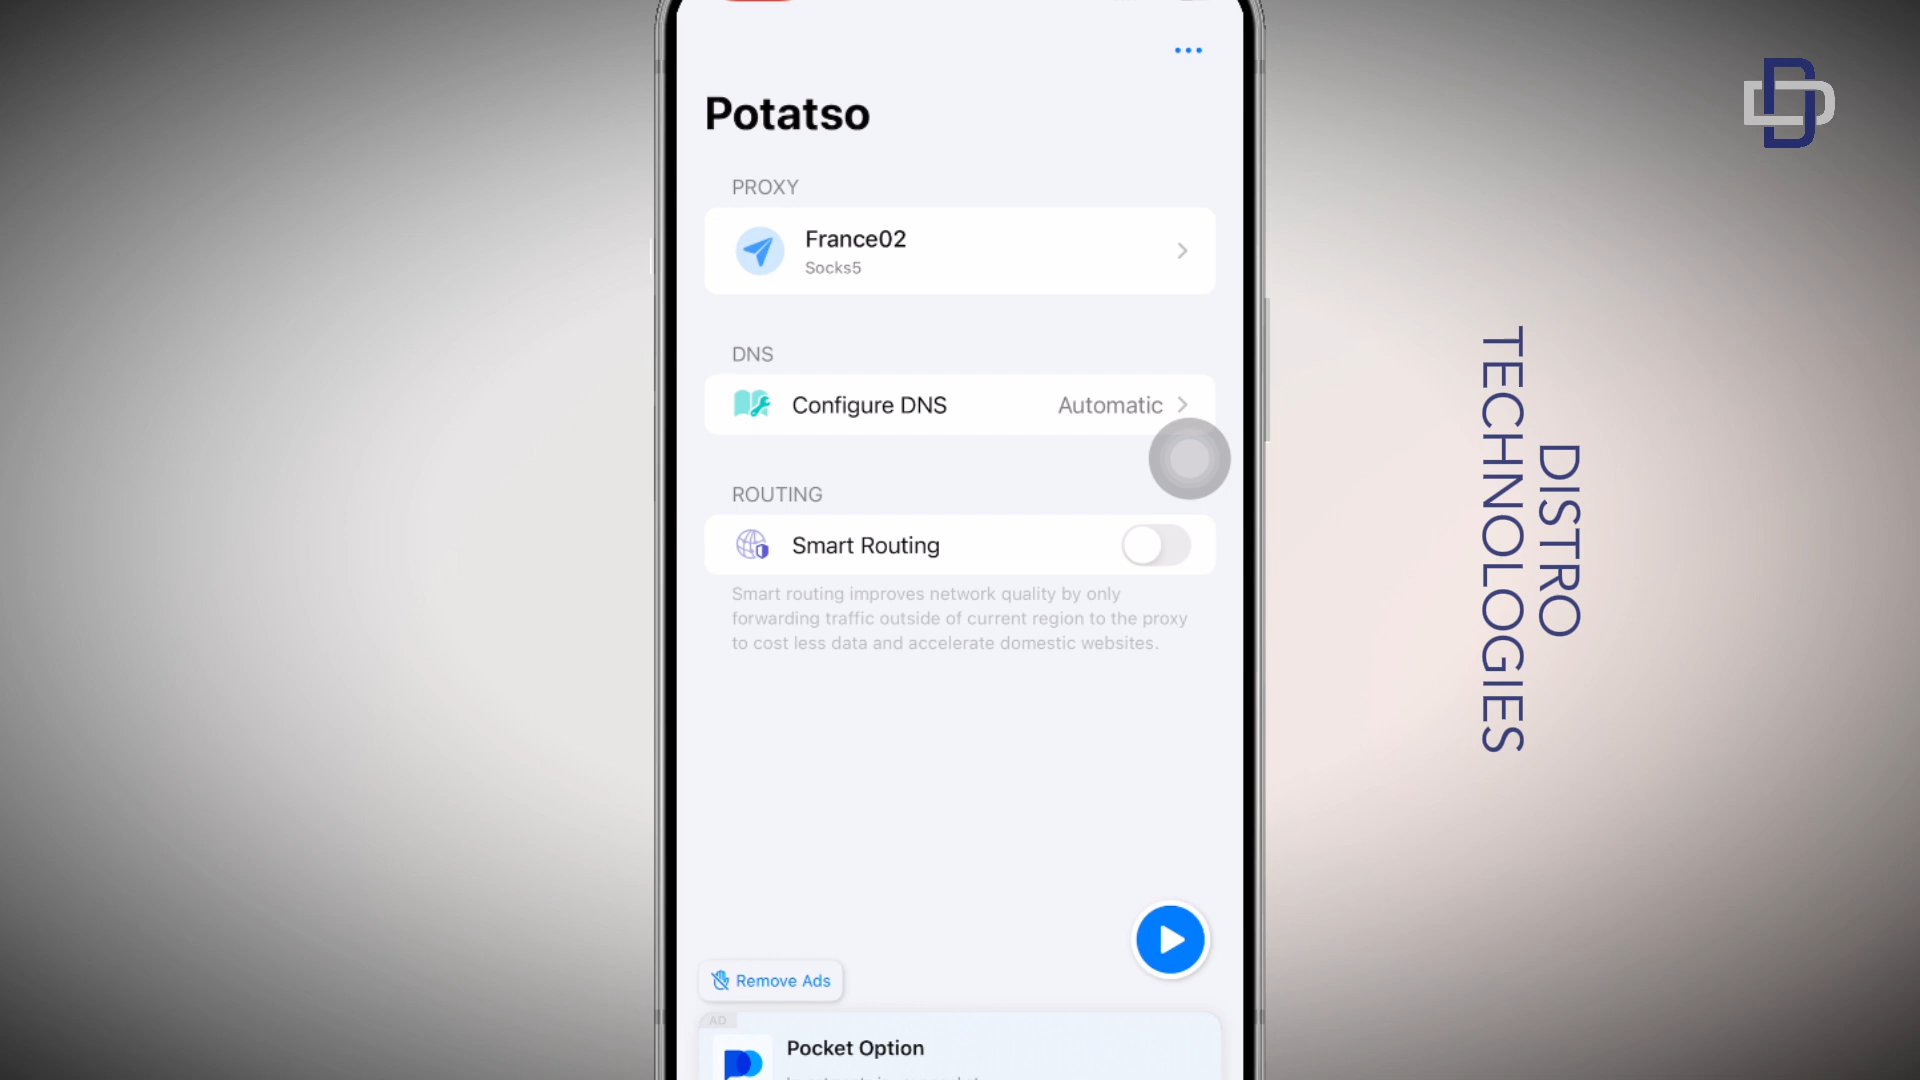 Potatso
PROXY
France02
Socks5
DNS
Configure DNS
Automatic
ROUTING
Smart Routing
Smart routing improves network quality by only
forwarding traffic outside of current region to the proxy
to cost less data and accelerate domestic websites.
Remove Ads
AD
Pocket Option
DISTRO
TECHNOLOGIES